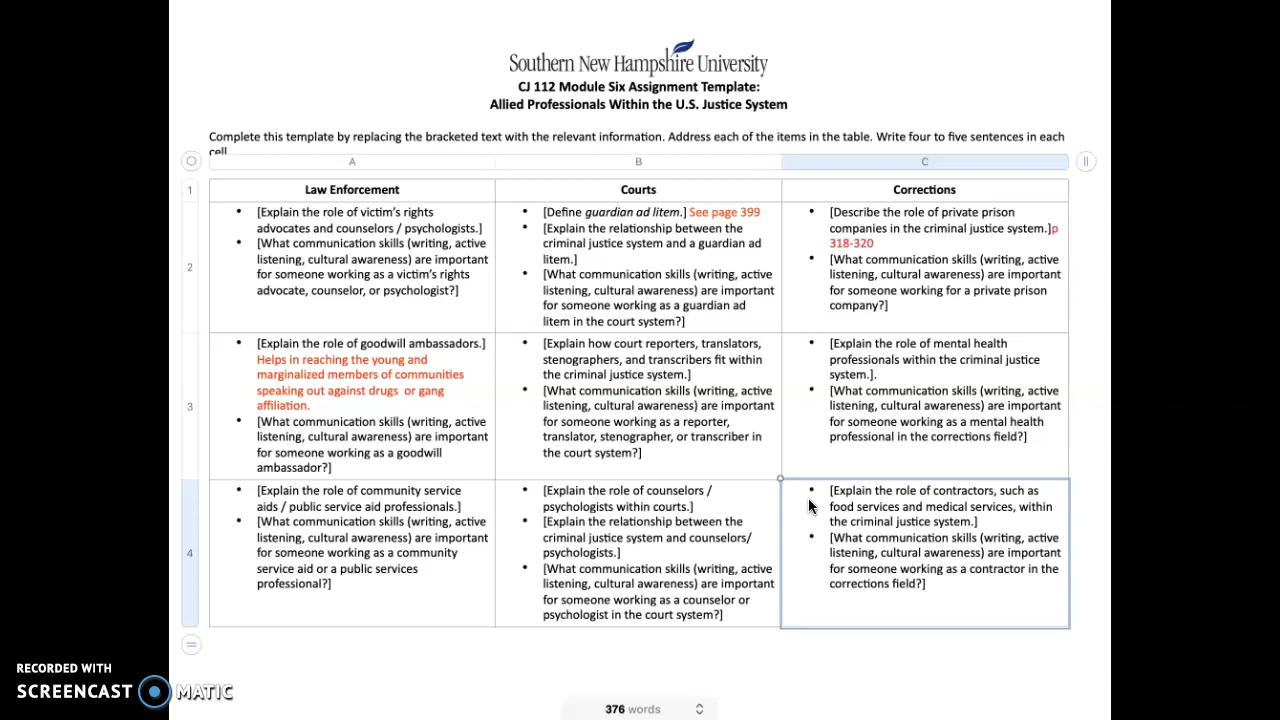 Southern New Hampshire University
CJ 112 Module Six Assignment Template:
Allied Professionals Within the U.S. Justice System
Complete this template by replacing the bracketed text with the relevant information. Address each of the items in the table. Write four to five sentences in each
cell
A
B
C
1
Law Enforcement
Courts
Corrections
2
• [Explain the role of victim’s rights
advocates and counselors / psychologists.]
• [What communication skills (writing, active
listening, cultural awareness) are important
for someone working as a victim’s rights
advocate, counselor, or psychologist?]
• [Define guardian ad litem.] See page 399
• [Explain the relationship between the
criminal justice system and a guardian ad
litem.]
• [What communication skills (writing, active
listening, cultural awareness) are important
for someone working as a guardian ad
litem in the court system?]
• [Describe the role of private prison
companies in the criminal justice system.]p
318-320
• [What communication skills (writing, active
listening, cultural awareness) are important
for someone working for a private prison
company?]
3
• [Explain the role of goodwill ambassadors.]
Helps in reaching the young and
marginalized members of communities
speaking out against drugs or gang
affiliation.
• [What communication skills (writing, active
listening, cultural awareness) are important
for someone working as a goodwill
ambassador?]
• [Explain how court reporters, translators,
stenographers, and transcribers fit within
the criminal justice system.]
• [What communication skills (writing, active
listening, cultural awareness) are important
for someone working as a reporter,
translator, stenographer, or transcriber in
the court system?]
• [Explain the role of mental health
professionals within the criminal justice
system.].
• [What communication skills (writing, active
listening, cultural awareness) are important
for someone working as a mental health
professional in the corrections field?]
4
• [Explain the role of community service
aids / public service aid professionals.]
• [What communication skills (writing, active
listening, cultural awareness) are important
for someone working as a community
service aid or a public services
professional?]
• [Explain the role of counselors /
psychologists within courts.]
• [Explain the relationship between the
criminal justice system and counselors/
psychologists.]
• [What communication skills (writing, active
listening, cultural awareness) are important
for someone working as a counselor or
psychologist in the court system?]
• [Explain the role of contractors, such as
food services and medical services, within
the criminal justice system.]
• [What communication skills (writing, active
listening, cultural awareness) are important
for someone working as a contractor in the
corrections field?]
RECORDED WITH
SCREENCAST MATIC
376 words